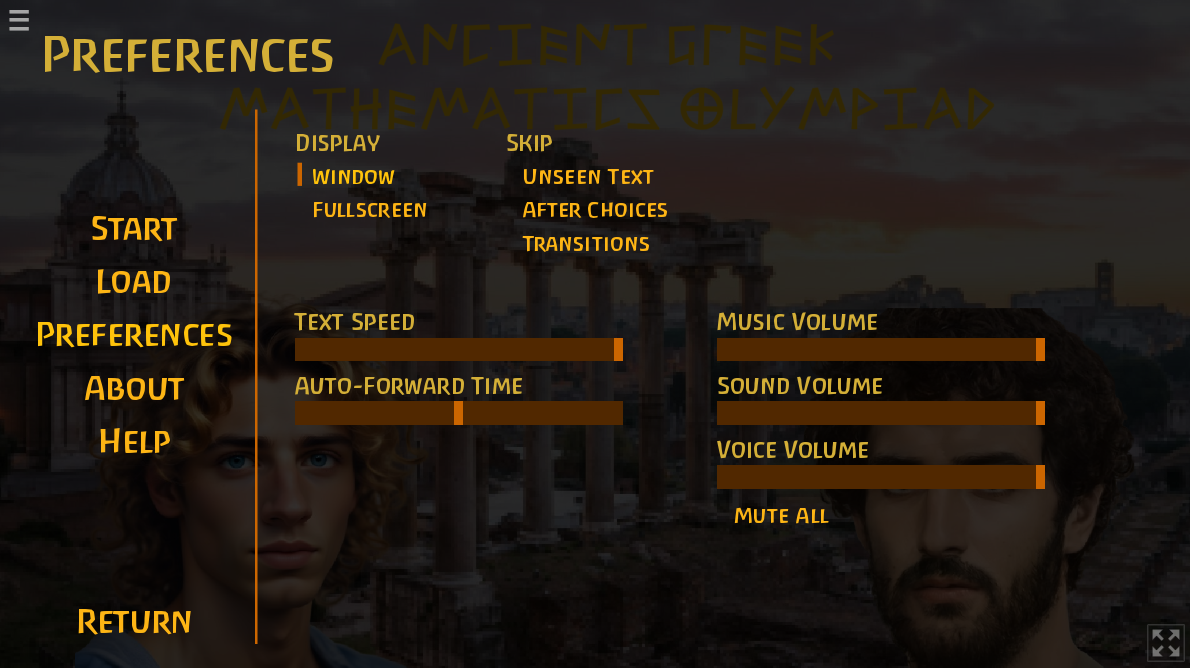 Preferences
ANCIENT GREEK
MATHEMATICS OLYMPIAD
Start
Load
Preferences
About
Help
Return
Display
Window
Fullscreen
Skip
Unseen Text
After Choices
Transitions
Text Speed
Auto-Forward Time
Music Volume
Sound Volume
Voice Volume
Mute All